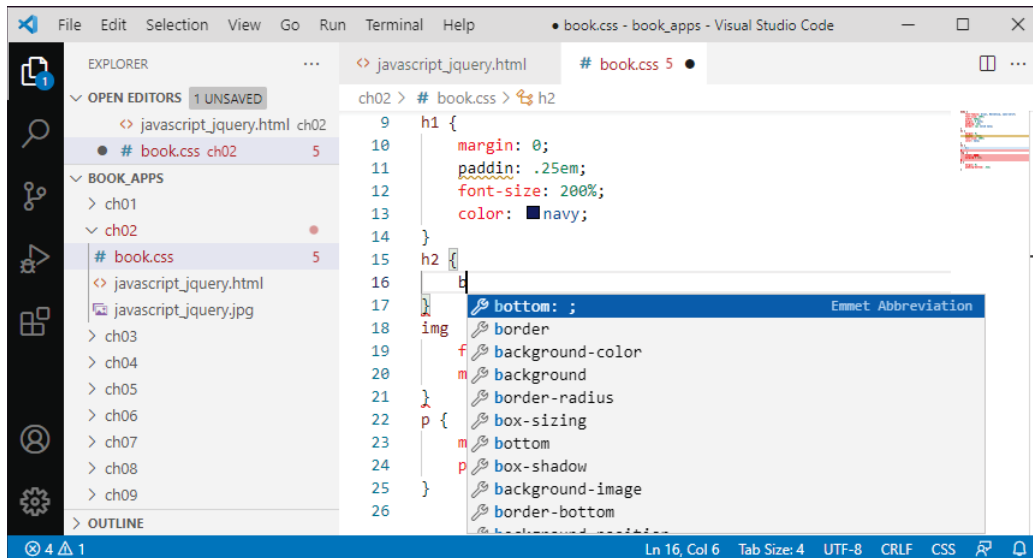 File Edit Selection View Go Run Terminal Help ● book.css - book_apps - Visual Studio Code
EXPLORER ···
javascript_jquery.html
# book.css 5 ●
1
OPEN EDITORS 1 UNSAVED
javascript_jquery.html ch02
● # book.css ch02 5
BOOK_APPS
> ch01
ch02
# book.css 5
javascript_jquery.html
javascript_jquery.jpg
> ch03
> ch04
> ch05
> ch06
> ch07
> ch08
> ch09
> OUTLINE
ch02 > # book.css > h2
9 h1 {
10 margin: 0;
11 paddin: .25em;
12 font-size: 200%;
13 color: navy;
14 }
15 h2 {
16 b
17 }
18 img
19 f
20 m
21 }
22 p {
23 m
24 p
25 }
26
bottom: ; Emmet Abbreviation
border
background-color
background
border-radius
box-sizing
bottom
box-shadow
background-image
border-bottom
4 1 Ln 16, Col 6 Tab Size: 4 UTF-8 CRLF CSS